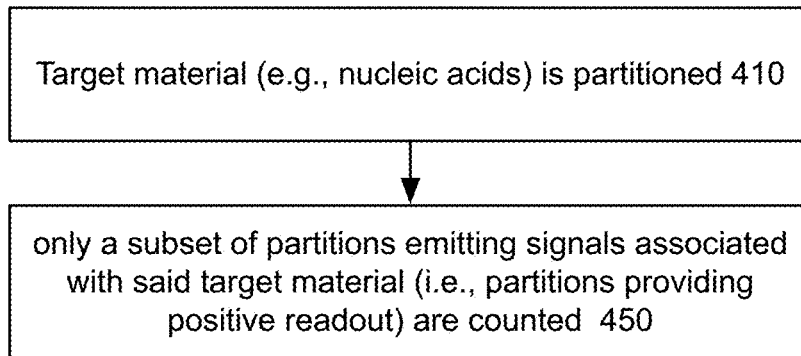 Target material (e.g., nucleic acids) is partitioned 410
only a subset of partitions emitting signals associated
with said target material (i.e., partitions providing
positive readout) are counted 450